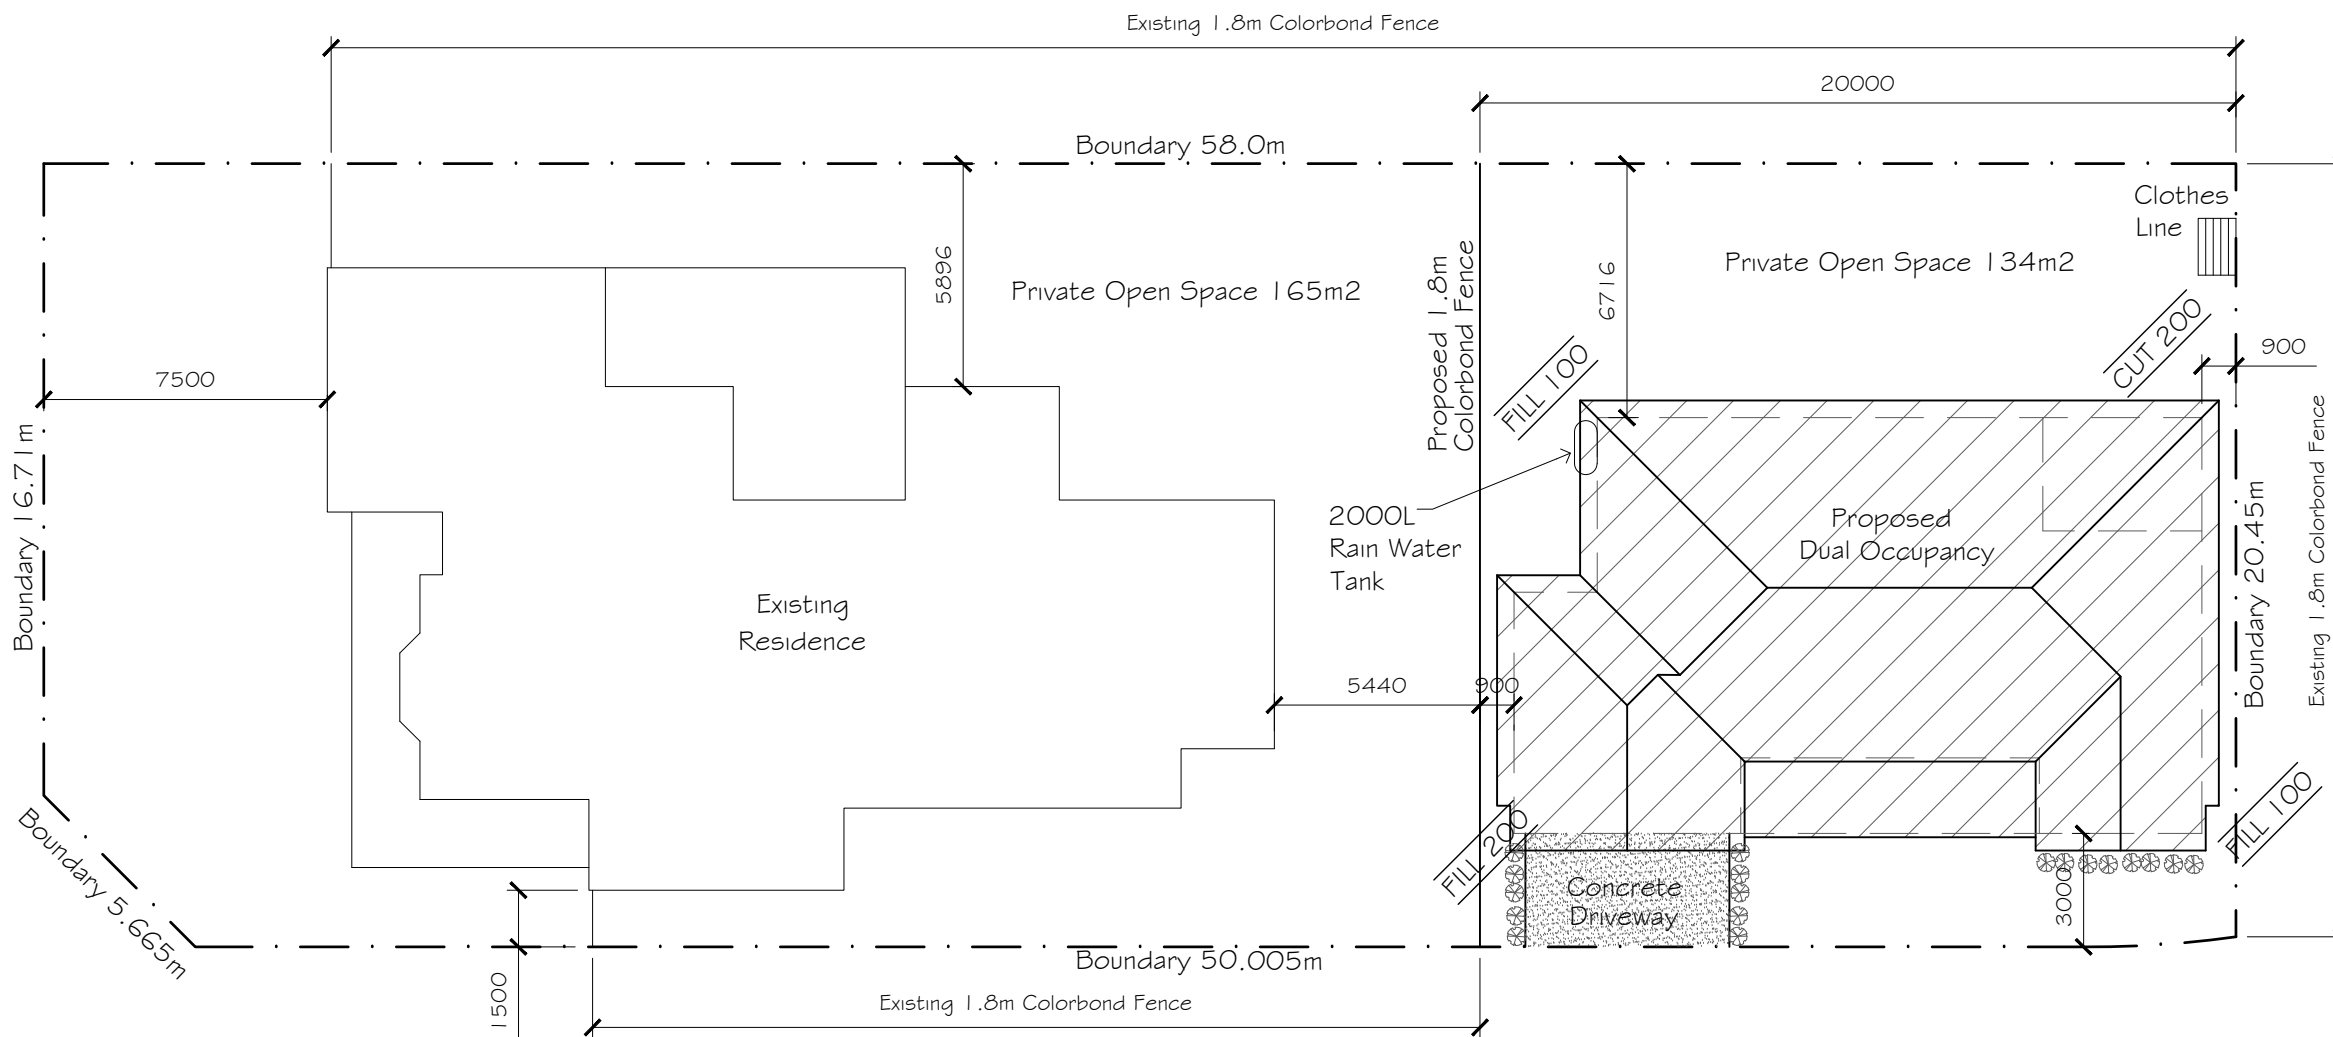 Existing 1.8m Colorbond Fence
20000
Boundary 58.0m
Clothes
Line
Private Open Space 134m2
Private Open Space 165m2
5896
Proposed 1.8m
Colorbond Fence
6716
FILL 100
CUT 200
900
7500
Boundary 16.71m
2000L
Rain Water
Tank
Proposed
Dual Occupancy
Existing
Residence
Boundary 20.45m
Existing 1.8m Colorbond Fence
5440
900
FILL 200
FILL 100
Boundary 5.665m
Concrete
Driveway
3000
Boundary 50.005m
1500
Existing 1.8m Colorbond Fence